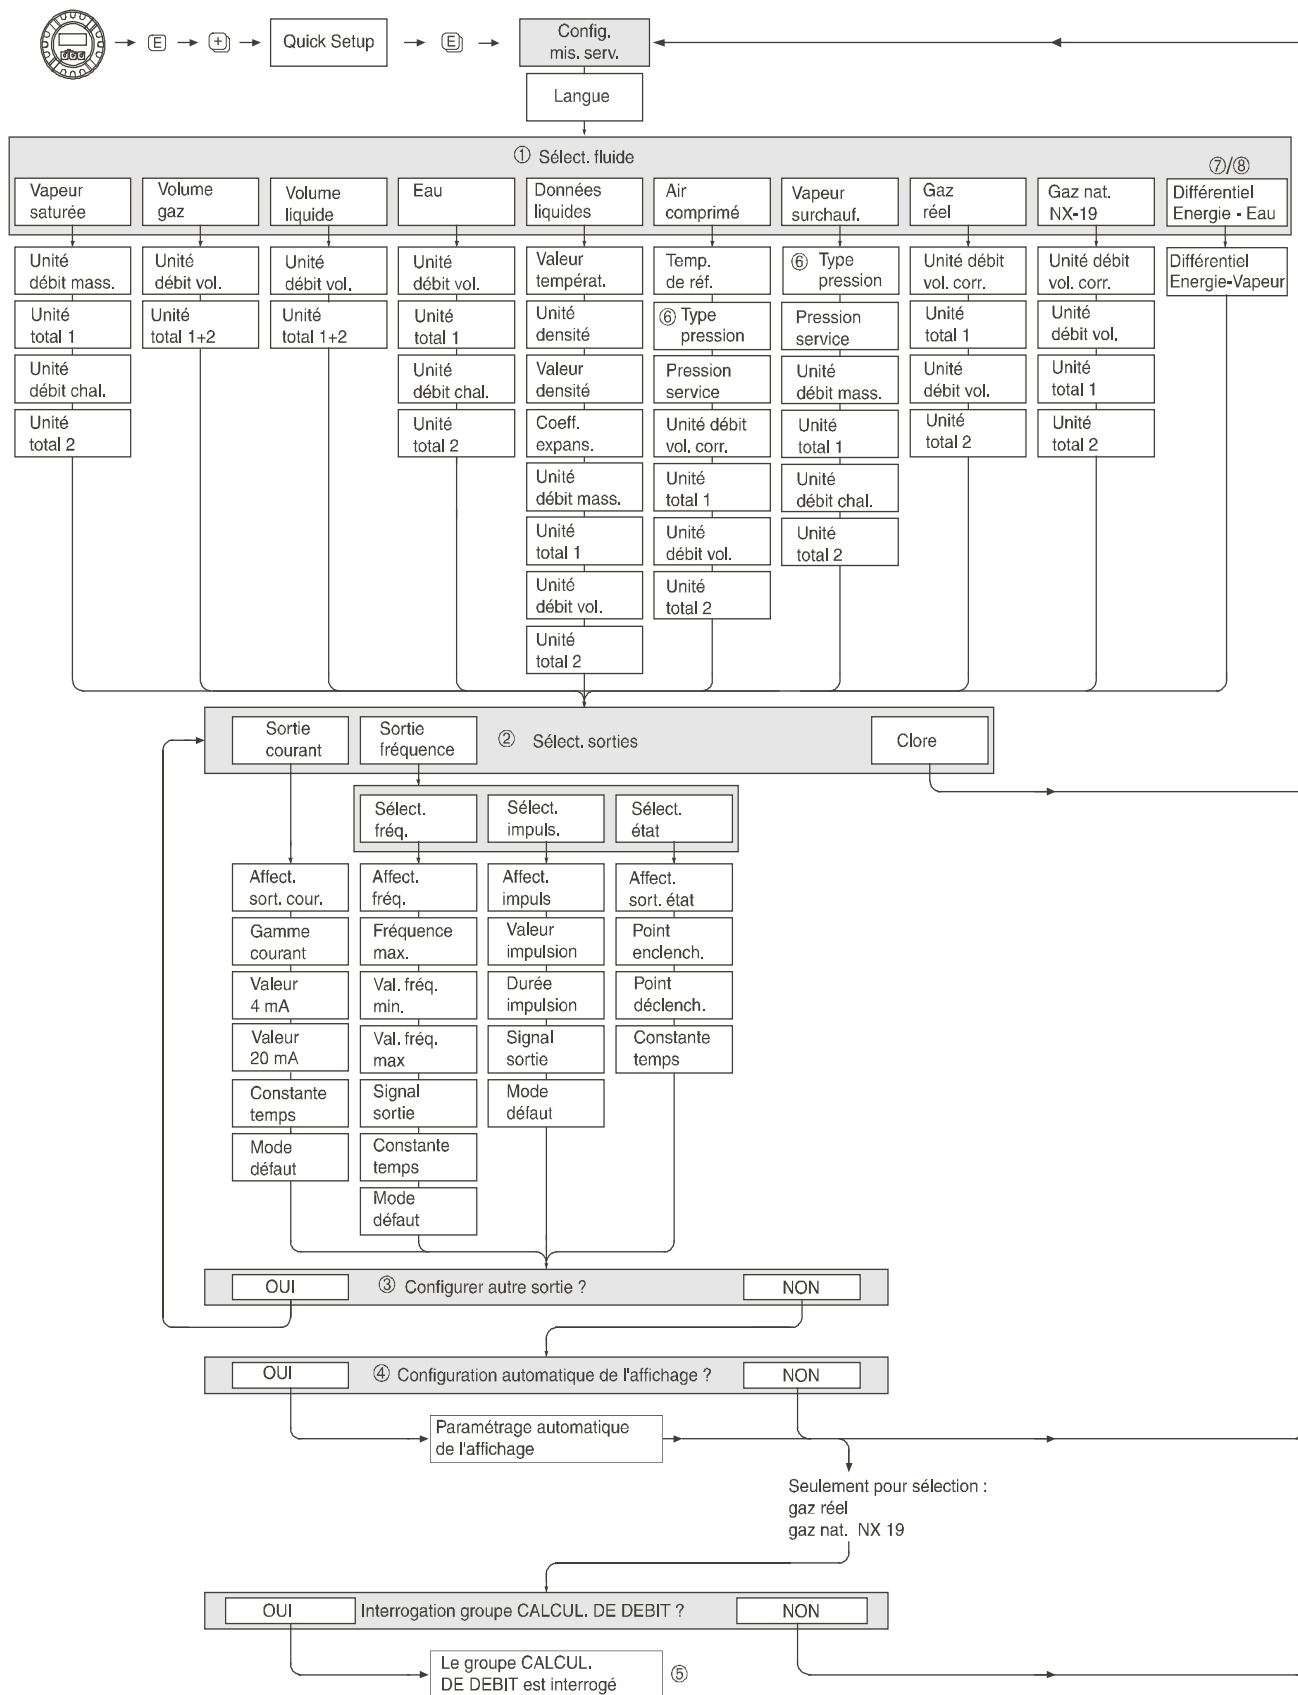 E
+
Quick Setup
E
Config.
mis. serv.
Langue
① Sélect. fluide
⑦/⑧
Vapeur
saturée
Volume
gaz
Volume
liquide
Eau
Données
liquides
Air
comprimé
Vapeur
surchauf.
Gaz
réel
Gaz nat.
NX-19
Différentiel
Energie - Eau
Unité
débit mass.
Unité
total 1
Unité
débit chal.
Unité
total 2
Unité
débit vol.
Unité
total 1+2
Unité
débit vol.
Unité
total 1+2
Unité
débit vol.
Unité
total 1
Unité
débit chal.
Unité
total 2
Valeur
températ.
Unité
densité
Valeur
densité
Coeff.
expans.
Unité
débit mass.
Unité
total 1
Unité
débit vol.
Unité
total 2
Temp.
de réf.
⑥ Type
pression
Pression
service
Unité débit
vol. corr.
Unité
total 1
Unité
débit vol.
Unité
total 2
⑥ Type
pression
Pression
service
Unité
débit mass.
Unité
total 1
Unité
débit chal.
Unité
total 2
Unité débit
vol. corr.
Unité
total 1
Unité
débit vol.
Unité
total 2
Unité débit
vol. corr.
Unité
débit vol.
Unité
total 1
Unité
total 2
Différentiel
Energie-Vapeur
Sortie
courant
Sortie
fréquence
② Sélect. sorties
Clore
Sélect.
fréq.
Sélect.
impuls.
Sélect.
état
Affect.
sort. cour.
Gamme
courant
Valeur
4 mA
Valeur
20 mA
Constante
temps
Mode
défaut
Affect.
fréq.
Fréquence
max.
Val. fréq.
min.
Val. fréq.
max
Signal
sortie
Constante
temps
Mode
défaut
Affect.
impuls
Valeur
impulsion
Durée
impulsion
Signal
sortie
Mode
défaut
Affect.
sort. état
Point
enclench.
Point
déclench.
Constante
temps
OUI
③ Configurer autre sortie ?
NON
OUI
④ Configuration automatique de l'affichage ?
NON
Paramétrage automatique
de l'affichage
Seulement pour sélection :
gaz réel
gaz nat. NX 19
OUI
Interrogation groupe CALCUL. DE DEBIT ?
NON
Le groupe CALCUL.
DE DEBIT est interrogé
⑤